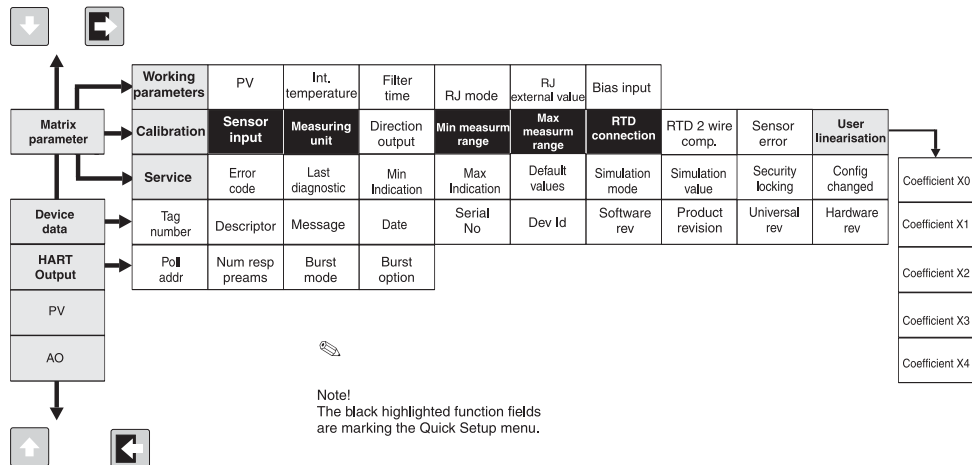 Working parameters
PV
Int. temperature
Filter time
RJ mode
RJ external value
Bias input
Matrix parameter
Calibration
Sensor input
Measuring unit
Direction output
Min measurm range
Max measurm range
RTD connection
RTD 2 wire comp.
Sensor error
User linearisation
Service
Error code
Last diagnostic
Min Indication
Max Indication
Default values
Simulation mode
Simulation value
Security locking
Config changed
Coefficient X0
Device data
Tag number
Descriptor
Message
Date
Serial No
Dev Id
Software rev
Product revision
Universal rev
Hardware rev
Coefficient X1
HART Output
Poll addr
Num resp preams
Burst mode
Burst option
Coefficient X2
PV
Coefficient X3
AO
Coefficient X4
Note!
The black highlighted function fields
are marking the Quick Setup menu.